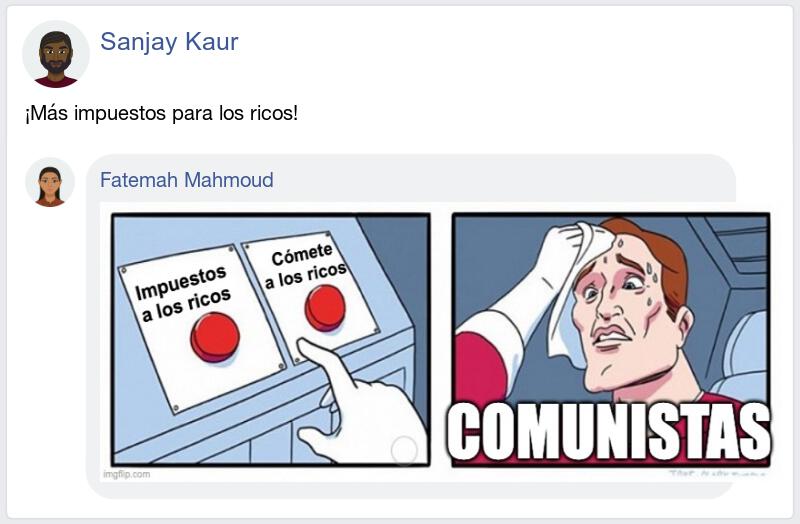 Sanjay Kaur
¡Más impuestos para los ricos!
Fatemah Mahmoud
Impuestos
a los ricos
Cómete
a los ricos
COMUNISTAS
imgflip.com